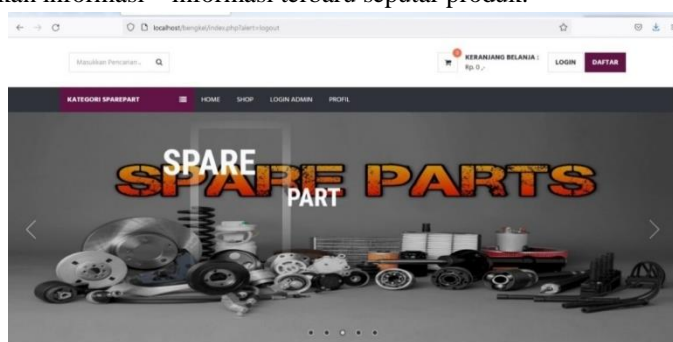 kan informasi – informasi terbaru seputar produk.
localhost/bengkel/index.php?alert=logout
Masukkan Pencarian..
0
KERANJANG BELANJA :
Rp. 0 ,-
LOGIN
DAFTAR
KATEGORI SPAREPART
HOME
SHOP
LOGIN ADMIN
PROFIL
SPARE PARTS
SPARE
PART